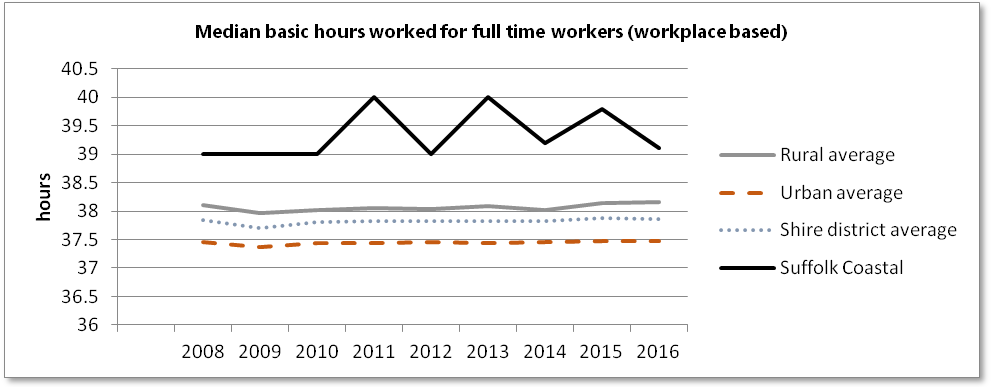 Median basic hours worked for full time workers (workplace based)
40.5
40
39.5
39
38.5
38
37.5
37
36.5
36
hours
2008 2009 2010 2011 2012 2013 2014 2015 2016
Rural average
Urban average
Shire district average
Suffolk Coastal